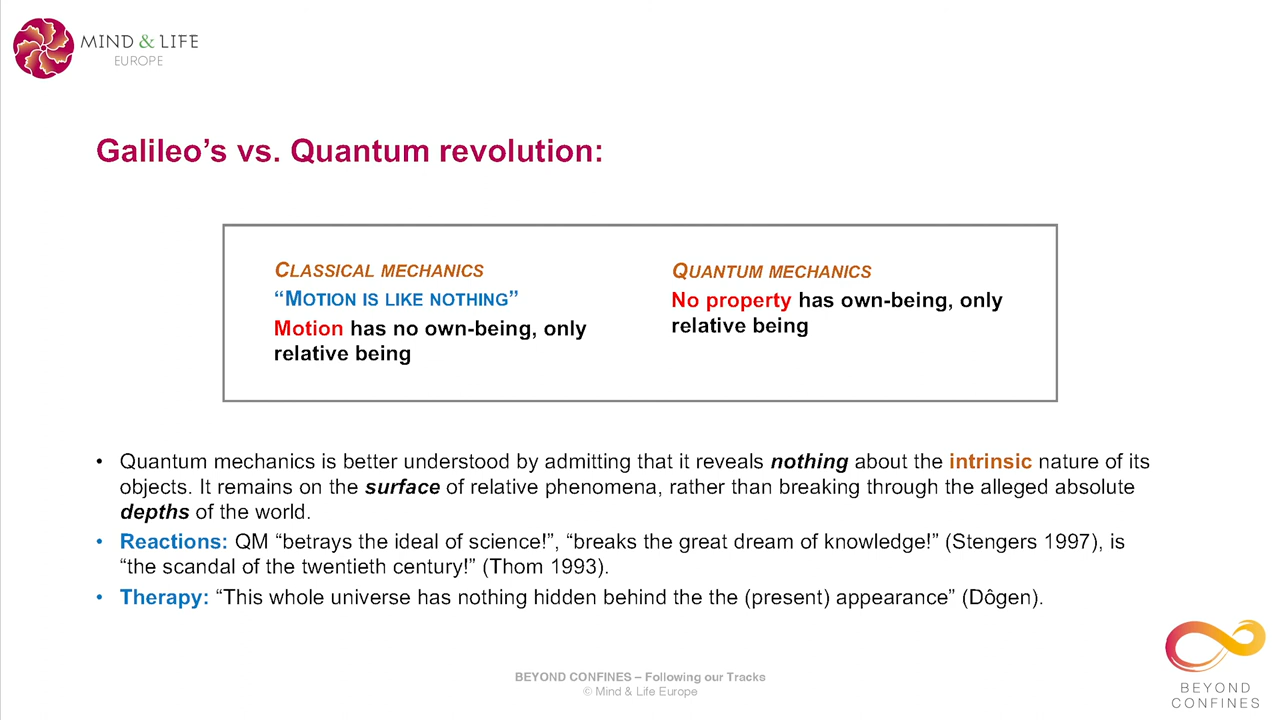 MIND & LIFE
EUROPE
Galileo’s vs. Quantum revolution:
CLASSICAL MECHANICS
“MOTION IS LIKE NOTHING”
Motion has no own-being, only
relative being
QUANTUM MECHANICS
No property has own-being, only
relative being
• Quantum mechanics is better understood by admitting that it reveals nothing about the intrinsic nature of its
objects. It remains on the surface of relative phenomena, rather than breaking through the alleged absolute
depths of the world.
• Reactions: QM “betrays the ideal of science!”, “breaks the great dream of knowledge!” (Stengers 1997), is
“the scandal of the twentieth century!” (Thom 1993).
• Therapy: “This whole universe has nothing hidden behind the the (present) appearance” (Dôgen).
BEYOND CONFINES – Following our Tracks
© Mind & Life Europe
BEYOND
CONFINES